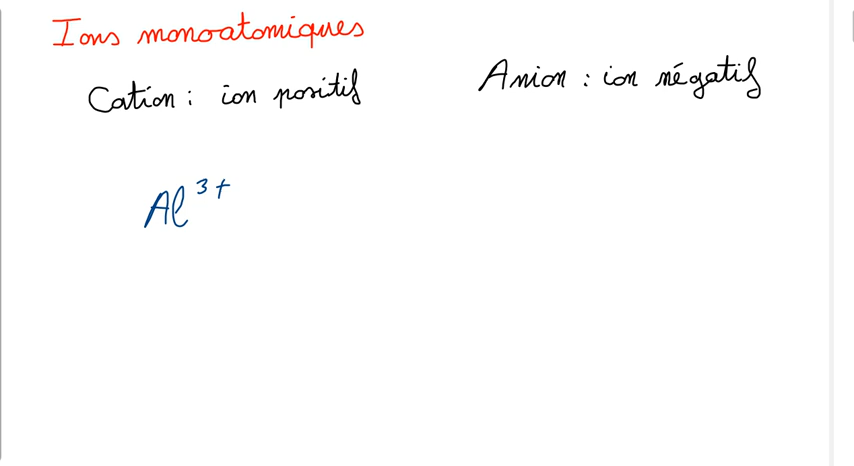 Ions monoatomiques
Cation : ion positif
Anion : ion négatif
Al³⁺